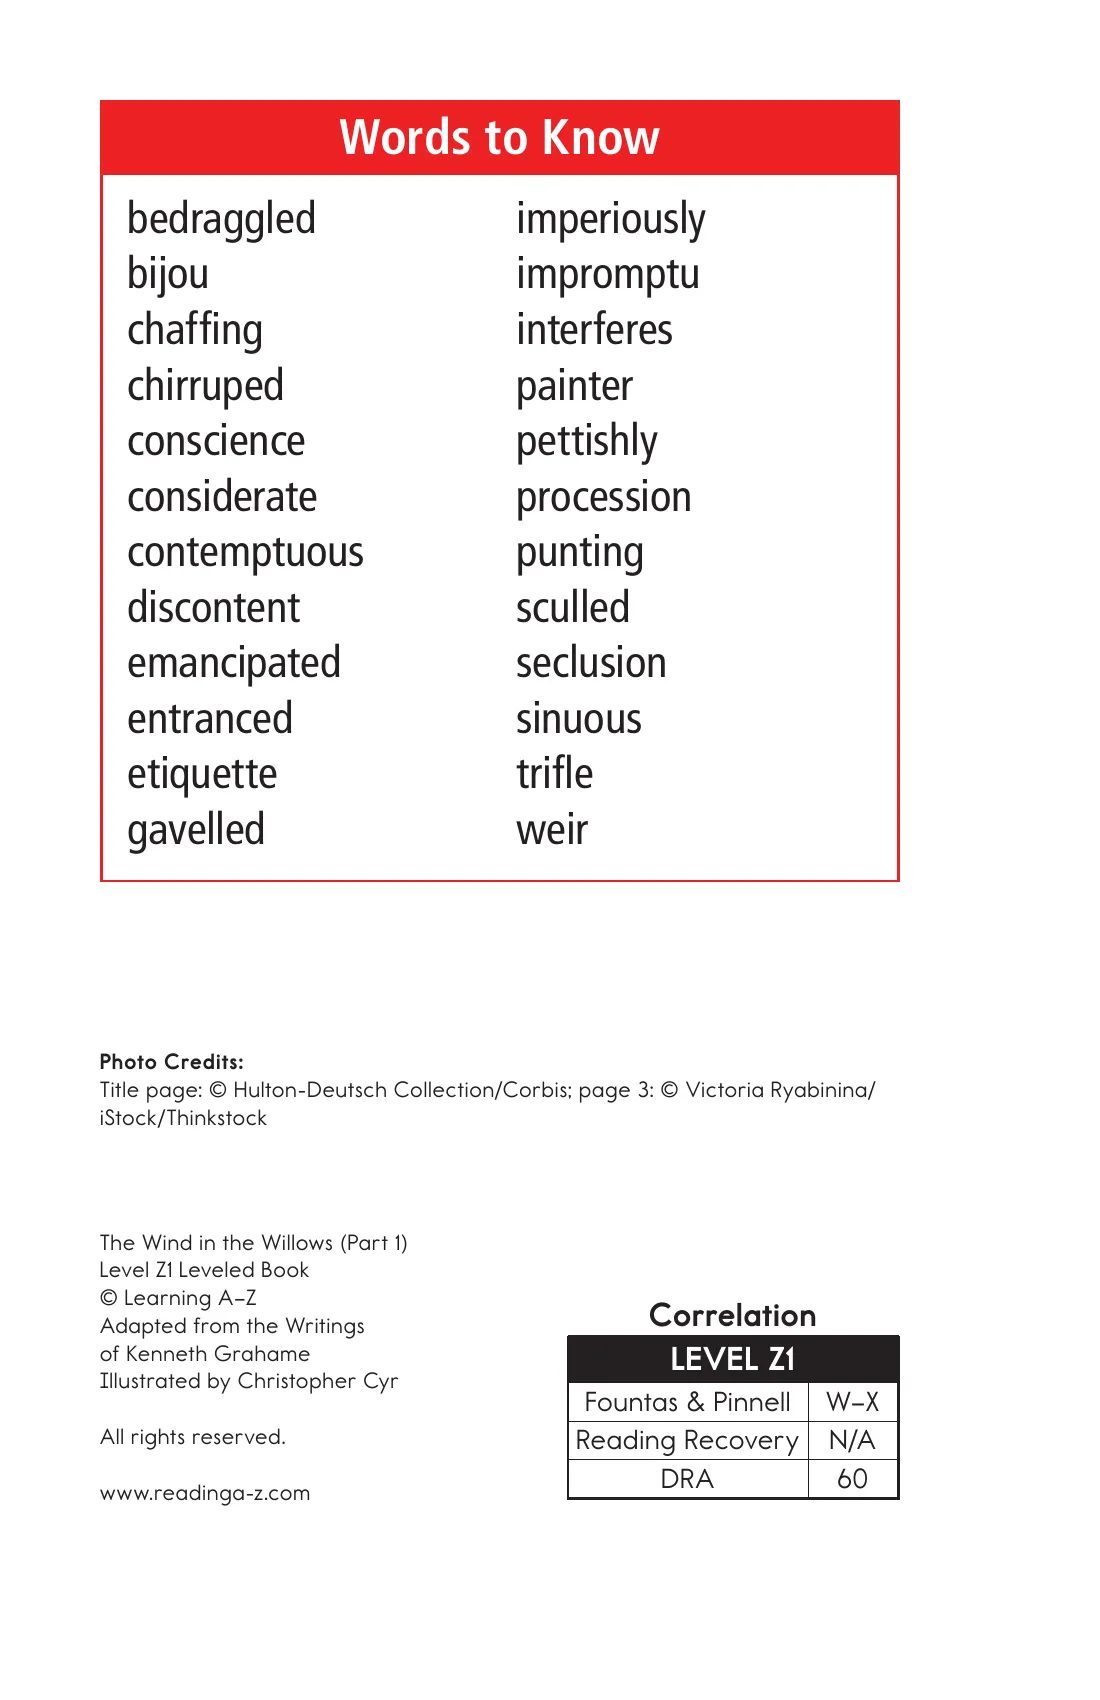 Words to Know
bedraggled
bijou
chaffing
chirruped
conscience
considerate
contemptuous
discontent
emancipated
entranced
etiquette
gavelled
imperiously
impromptu
interferes
painter
pettishly
procession
punting
sculled
seclusion
sinuous
trifle
weir
Photo Credits:
Title page: © Hulton-Deutsch Collection/Corbis; page 3: © Victoria Ryabinina/
iStock/Thinkstock
The Wind in the Willows (Part 1)
Level Z1 Leveled Book
© Learning A–Z
Adapted from the Writings
of Kenneth Grahame
Illustrated by Christopher Cyr
All rights reserved.
www.readinga-z.com
Correlation
LEVEL Z1
Fountas & Pinnell W–X
Reading Recovery N/A
DRA 60